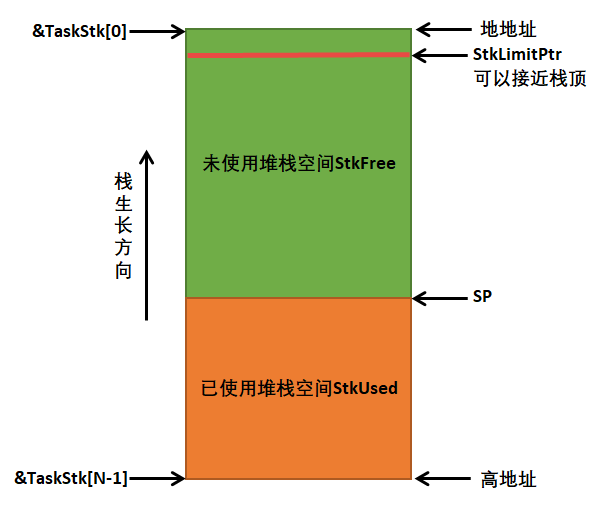 &TaskStk[0]
地地址
StkLimitPtr
可以接近栈顶
未使用堆栈空间StkFree
栈
生
长
方
向
SP
已使用堆栈空间StkUsed
&TaskStk[N-1]
高地址